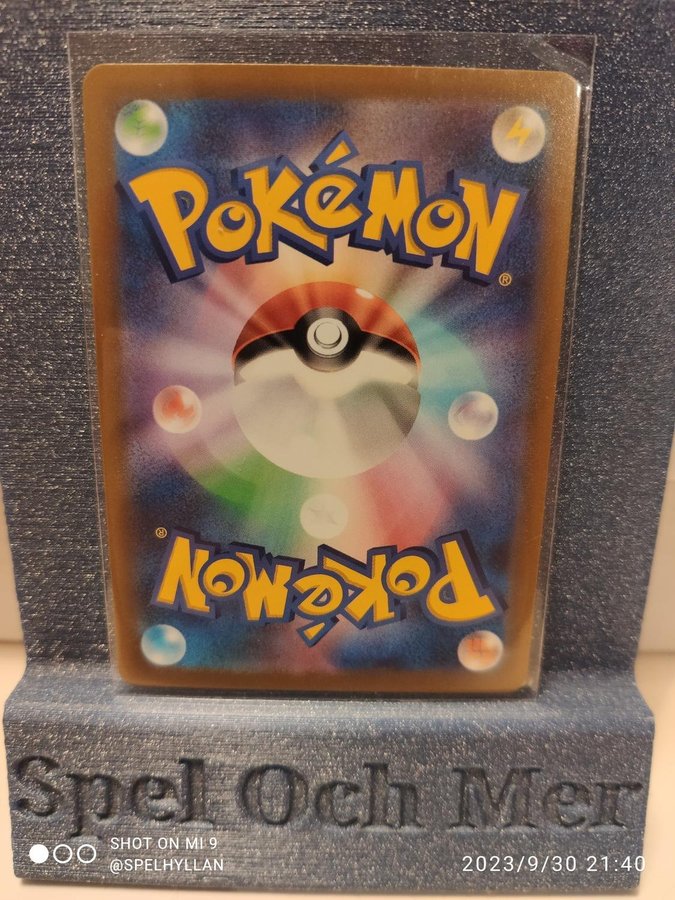 POKéMON
®
®
POKéMON
Spel Och Mer
SHOT ON MI 9
@SPELHYLLAN
2023/9/30 21:40